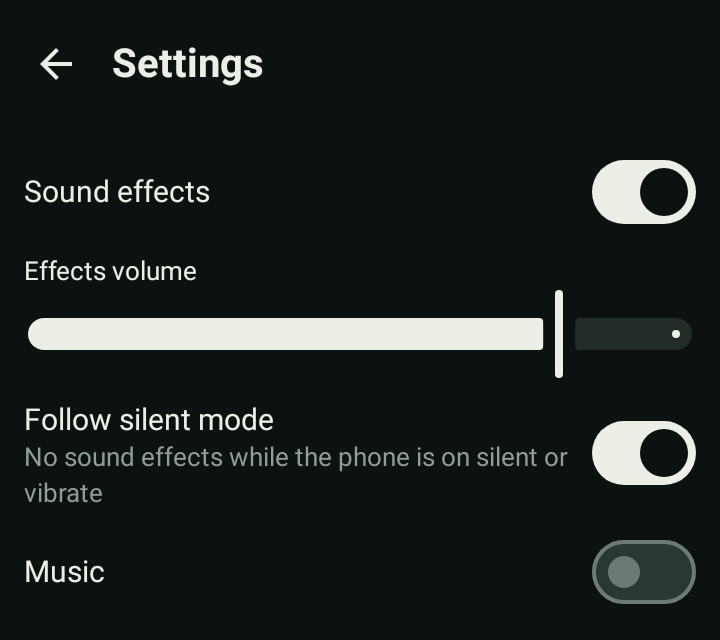 Settings
Sound effects
Effects volume
Follow silent mode
No sound effects while the phone is on silent or
vibrate
Music